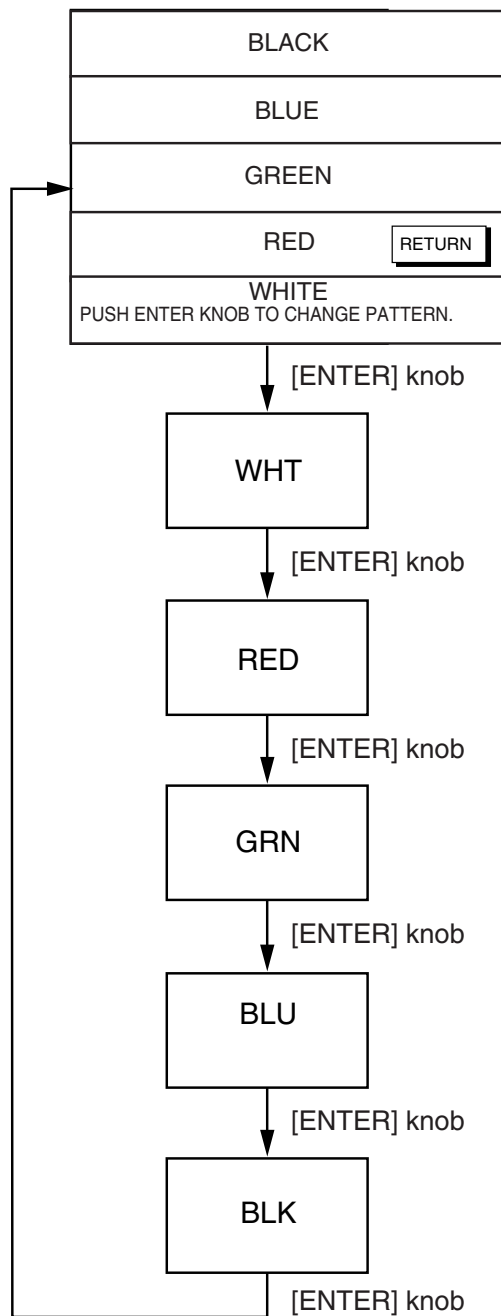 BLACK
BLUE
GREEN
RED
RETURN
WHITE
PUSH ENTER KNOB TO CHANGE PATTERN.
[ENTER] knob
WHT
[ENTER] knob
RED
[ENTER] knob
GRN
[ENTER] knob
BLU
[ENTER] knob
BLK
[ENTER] knob